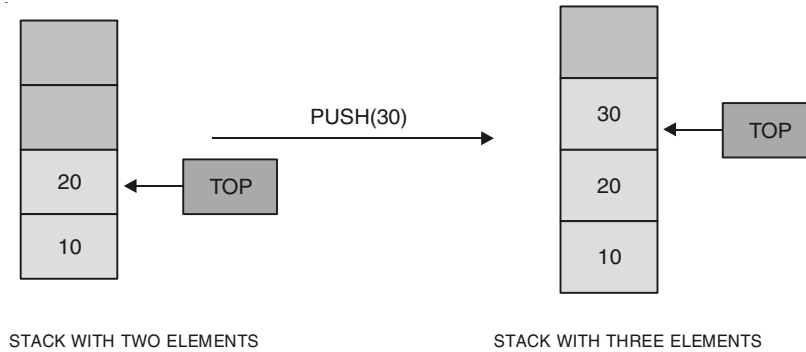 PUSH(30)
30
TOP
20
TOP
20
10
10
STACK WITH TWO ELEMENTS
STACK WITH THREE ELEMENTS